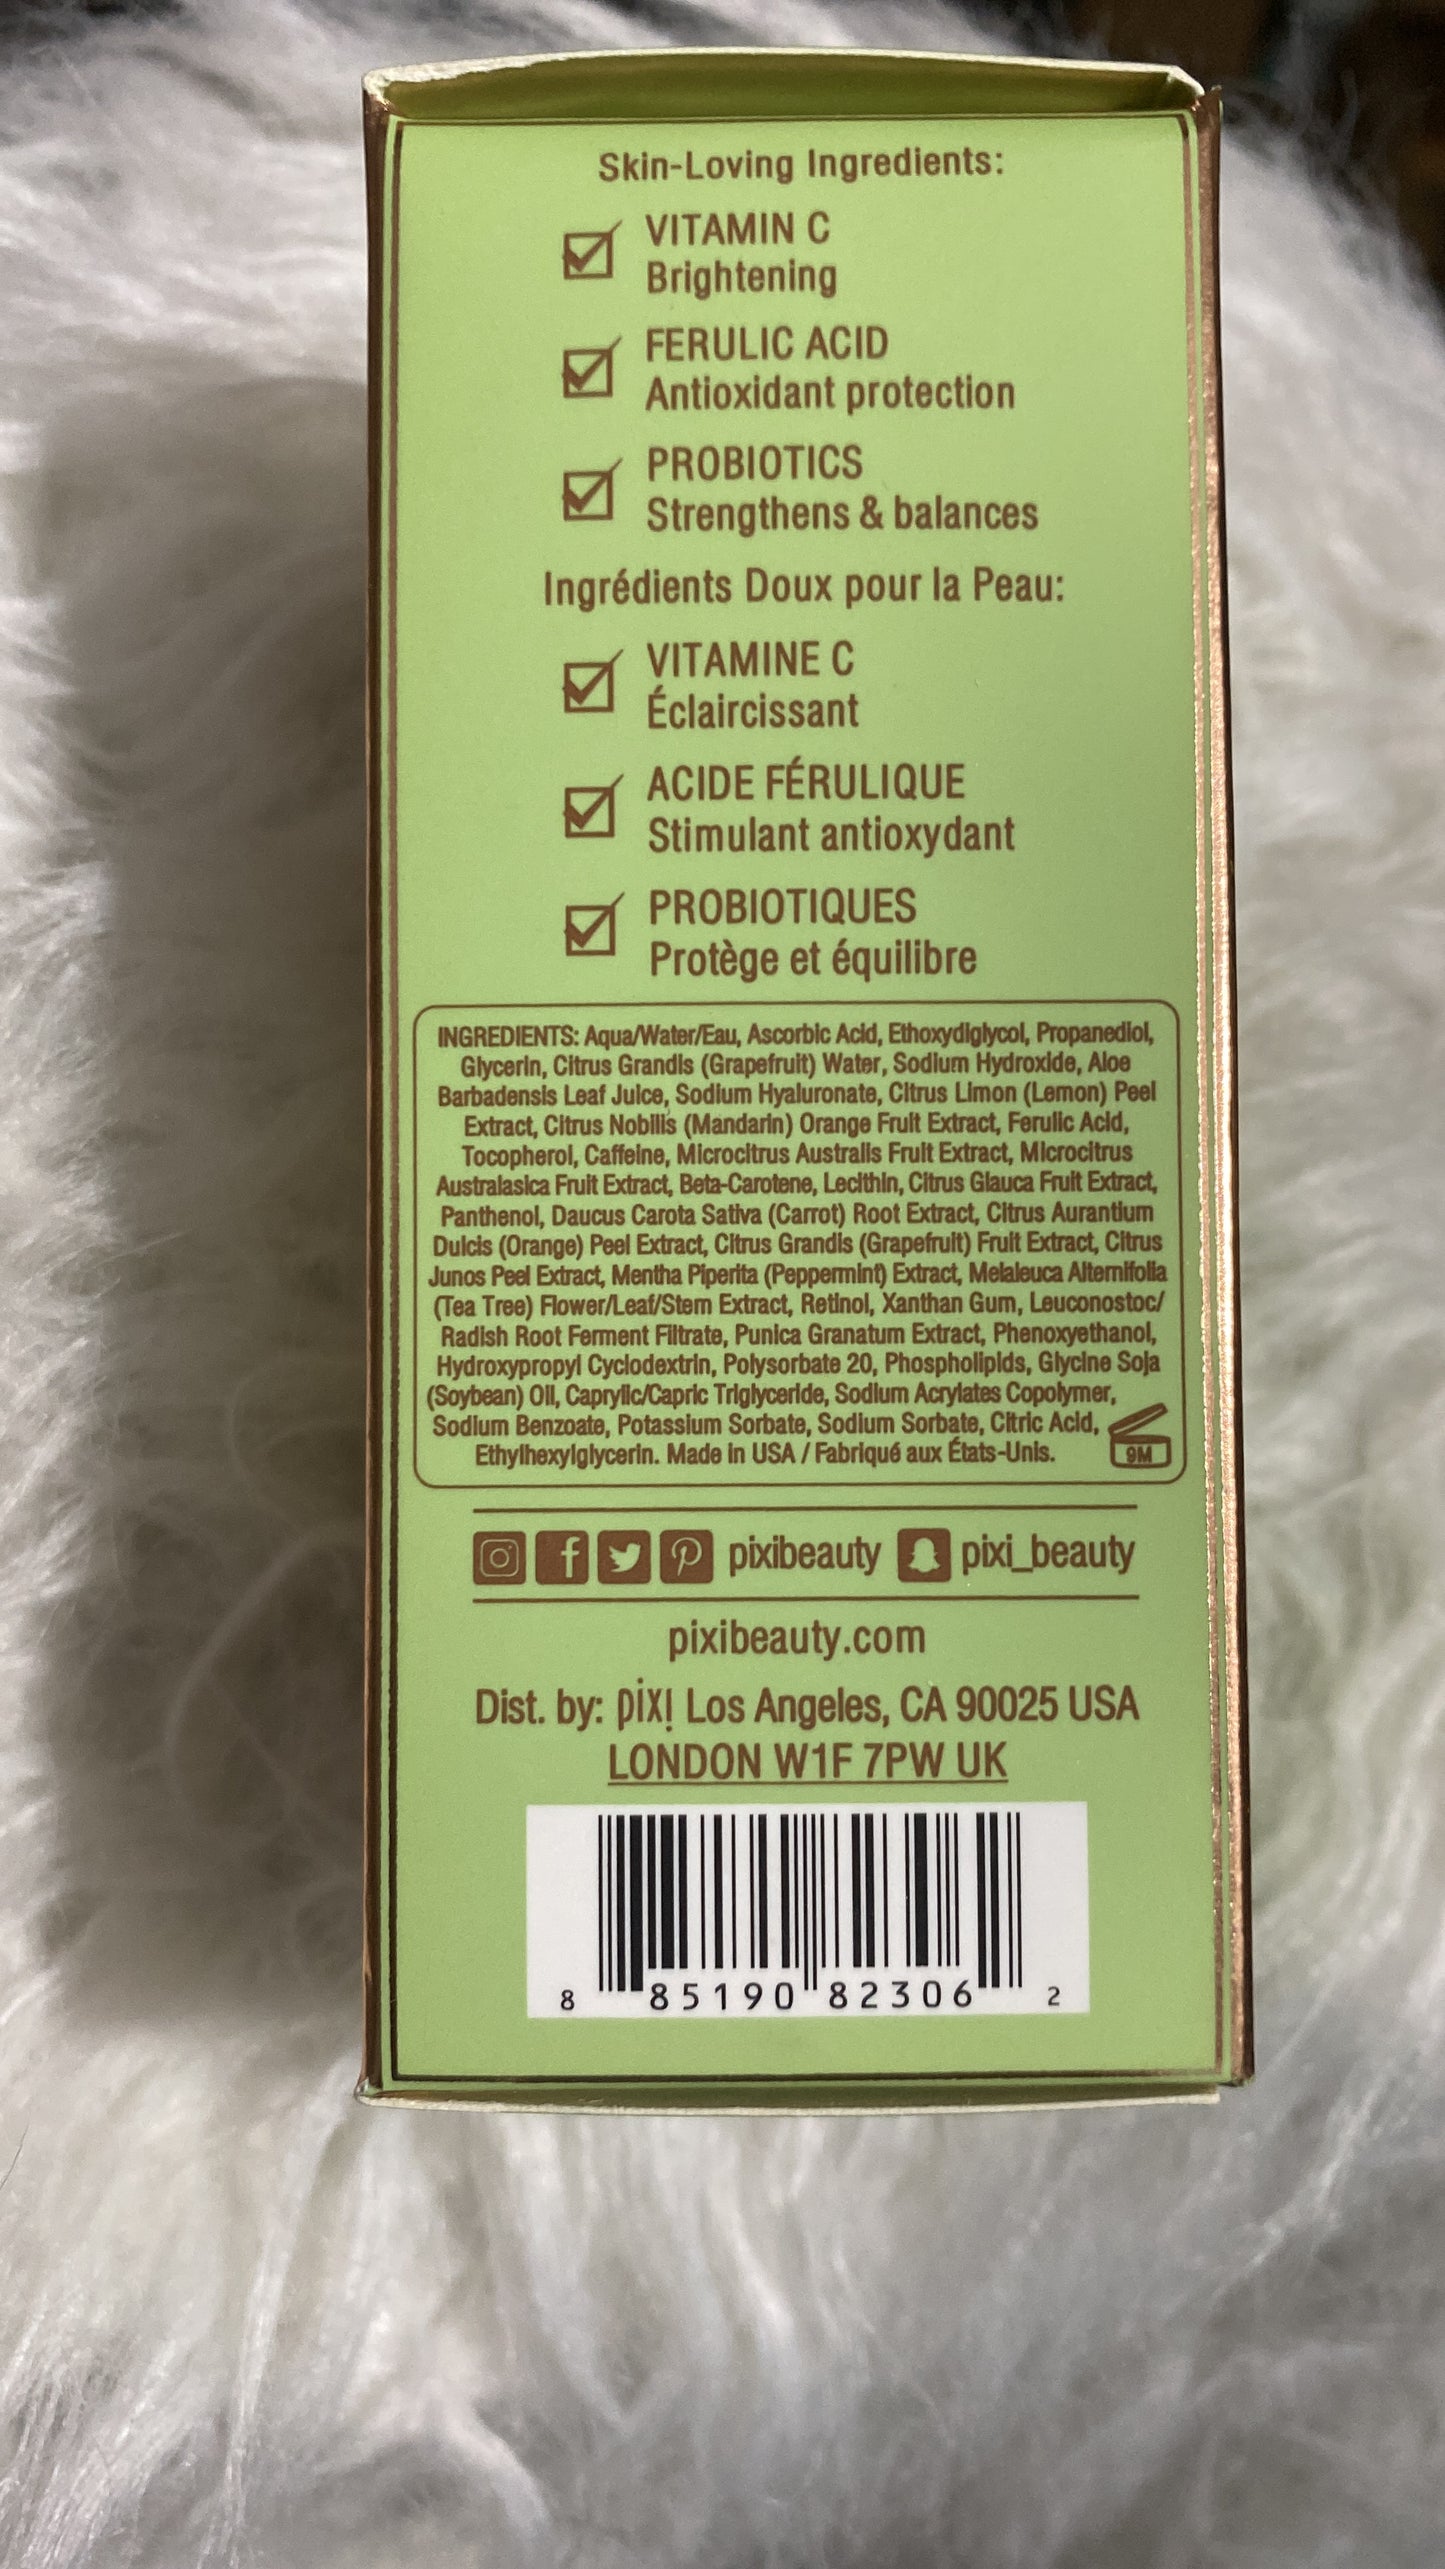 Skin-Loving Ingredients:
VITAMIN C
Brightening
FERULIC ACID
Antioxidant protection
PROBIOTICS
Strengthens & balances
Ingrédients Doux pour la Peau:
VITAMINE C
Éclaircissant
ACIDE FÉRULIQUE
Stimulant antioxydant
PROBIOTIQUES
Protège et équilibre
INGREDIENTS: Aqua/Water/Eau, Ascorbic Acid, Ethoxydiglycol, Propanediol,
Glycerin, Citrus Grandis (Grapefruit) Water, Sodium Hydroxide, Aloe
Barbadensis Leaf Juice, Sodium Hyaluronate, Citrus Limon (Lemon) Peel
Extract, Citrus Nobilis (Mandarin) Orange Fruit Extract, Ferulic Acid,
Tocopherol, Caffeine, Microcitrus Australis Fruit Extract, Microcitrus
Australasica Fruit Extract, Beta-Carotene, Lecithin, Citrus Glauca Fruit Extract,
Panthenol, Daucus Carota Sativa (Carrot) Root Extract, Citrus Aurantium
Dulcis (Orange) Peel Extract, Citrus Grandis (Grapefruit) Fruit Extract, Citrus
Junos Peel Extract, Mentha Piperita (Peppermint) Extract, Melaleuca Alternifolia
(Tea Tree) Flower/Leaf/Stem Extract, Retinol, Xanthan Gum, Leuconostoc/
Radish Root Ferment Filtrate, Punica Granatum Extract, Phenoxyethanol,
Hydroxypropyl Cyclodextrin, Polysorbate 20, Phospholipids, Glycine Soja
(Soybean) Oil, Caprylic/Capric Triglyceride, Sodium Acrylates Copolymer,
Sodium Benzoate, Potassium Sorbate, Sodium Sorbate, Citric Acid,
Ethylhexylglycerin. Made in USA / Fabriqué aux États-Unis.
9M
pixibeauty pixi_beauty
pixibeauty.com
Dist. by: pixi Los Angeles, CA 90025 USA
LONDON W1F 7PW UK
8 85190 82306 2